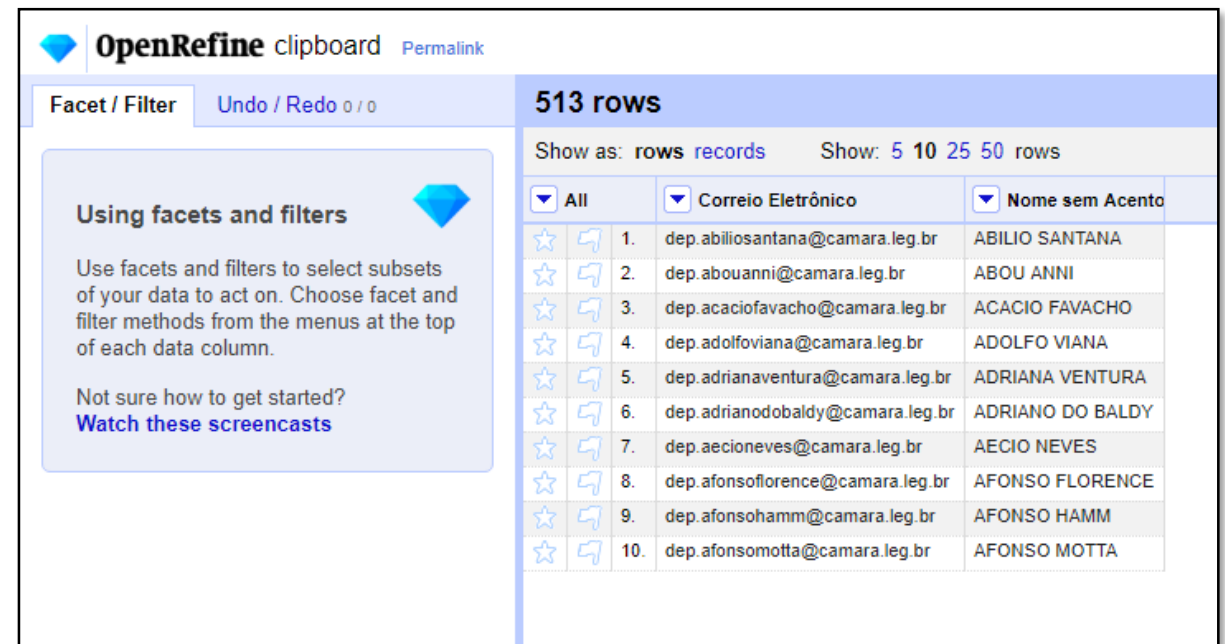 OpenRefine clipboard Permalink
Facet / Filter Undo / Redo 0 / 0
Using facets and filters
Use facets and filters to select subsets
of your data to act on. Choose facet and
filter methods from the menus at the top
of each data column.
Not sure how to get started?
Watch these screencasts
513 rows
Show as: rows records Show: 5 10 25 50 rows
All Correio Eletrônico Nome sem Acento
1. dep.abiliosantana@camara.leg.br ABILIO SANTANA
2. dep.abouanni@camara.leg.br ABOU ANNI
3. dep.acaciofavacho@camara.leg.br ACACIO FAVACHO
4. dep.adolfoviana@camara.leg.br ADOLFO VIANA
5. dep.adrianaventura@camara.leg.br ADRIANA VENTURA
6. dep.adrianodobaldy@camara.leg.br ADRIANO DO BALDY
7. dep.aecioneves@camara.leg.br AECIO NEVES
8. dep.afonsoflorence@camara.leg.br AFONSO FLORENCE
9. dep.afonsohamm@camara.leg.br AFONSO HAMM
10. dep.afonsomotta@camara.leg.br AFONSO MOTTA